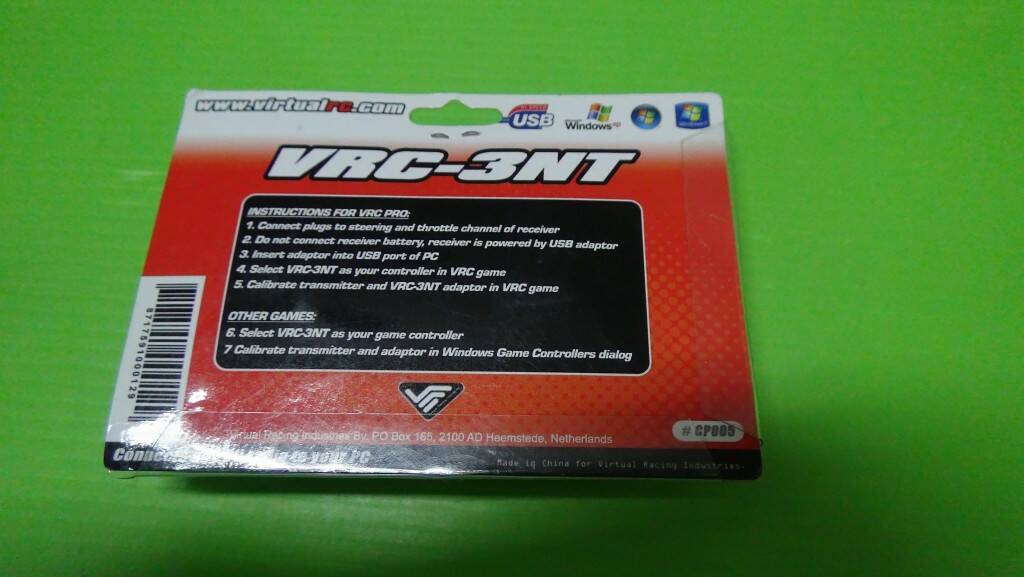 www.virtualrc.com
USB
Windows xp
VRC-3NT
INSTRUCTIONS FOR VRC PRO:
1. Connect plugs to steering and throttle channel of receiver
2. Do not connect receiver battery, receiver is powered by USB adaptor
3. Insert adaptor into USB port of PC
4. Select VRC-3NT as your controller in VRC game
5. Calibrate transmitter and VRC-3NT adaptor in VRC game
OTHER GAMES:
6. Select VRC-3NT as your game controller
7 Calibrate transmitter and adaptor in Windows Game Controllers dialog
8717591000129
Virtual Racing Industries Bv. PO Box 165, 2100 AD Heemstede, Netherlands
# CP005
to your PC
Made in China for Virtual Racing Industries.